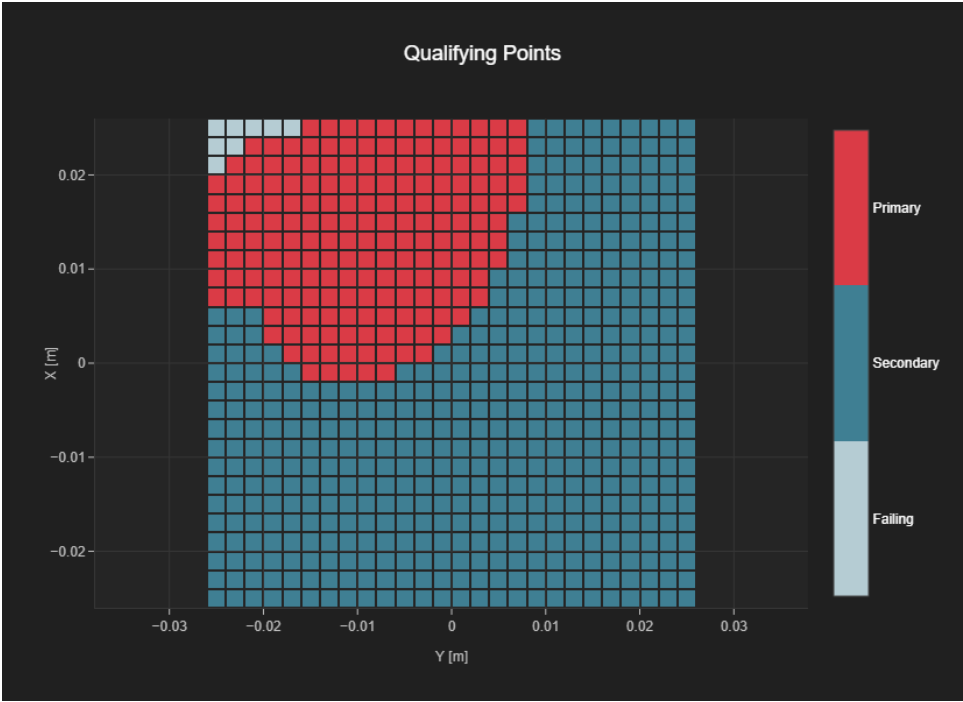 Qualifying Points
0.02
0.01
0
−0.01
−0.02
X [m]
−0.03
−0.02
−0.01
0
0.01
0.02
0.03
Y [m]
Primary
Secondary
Failing